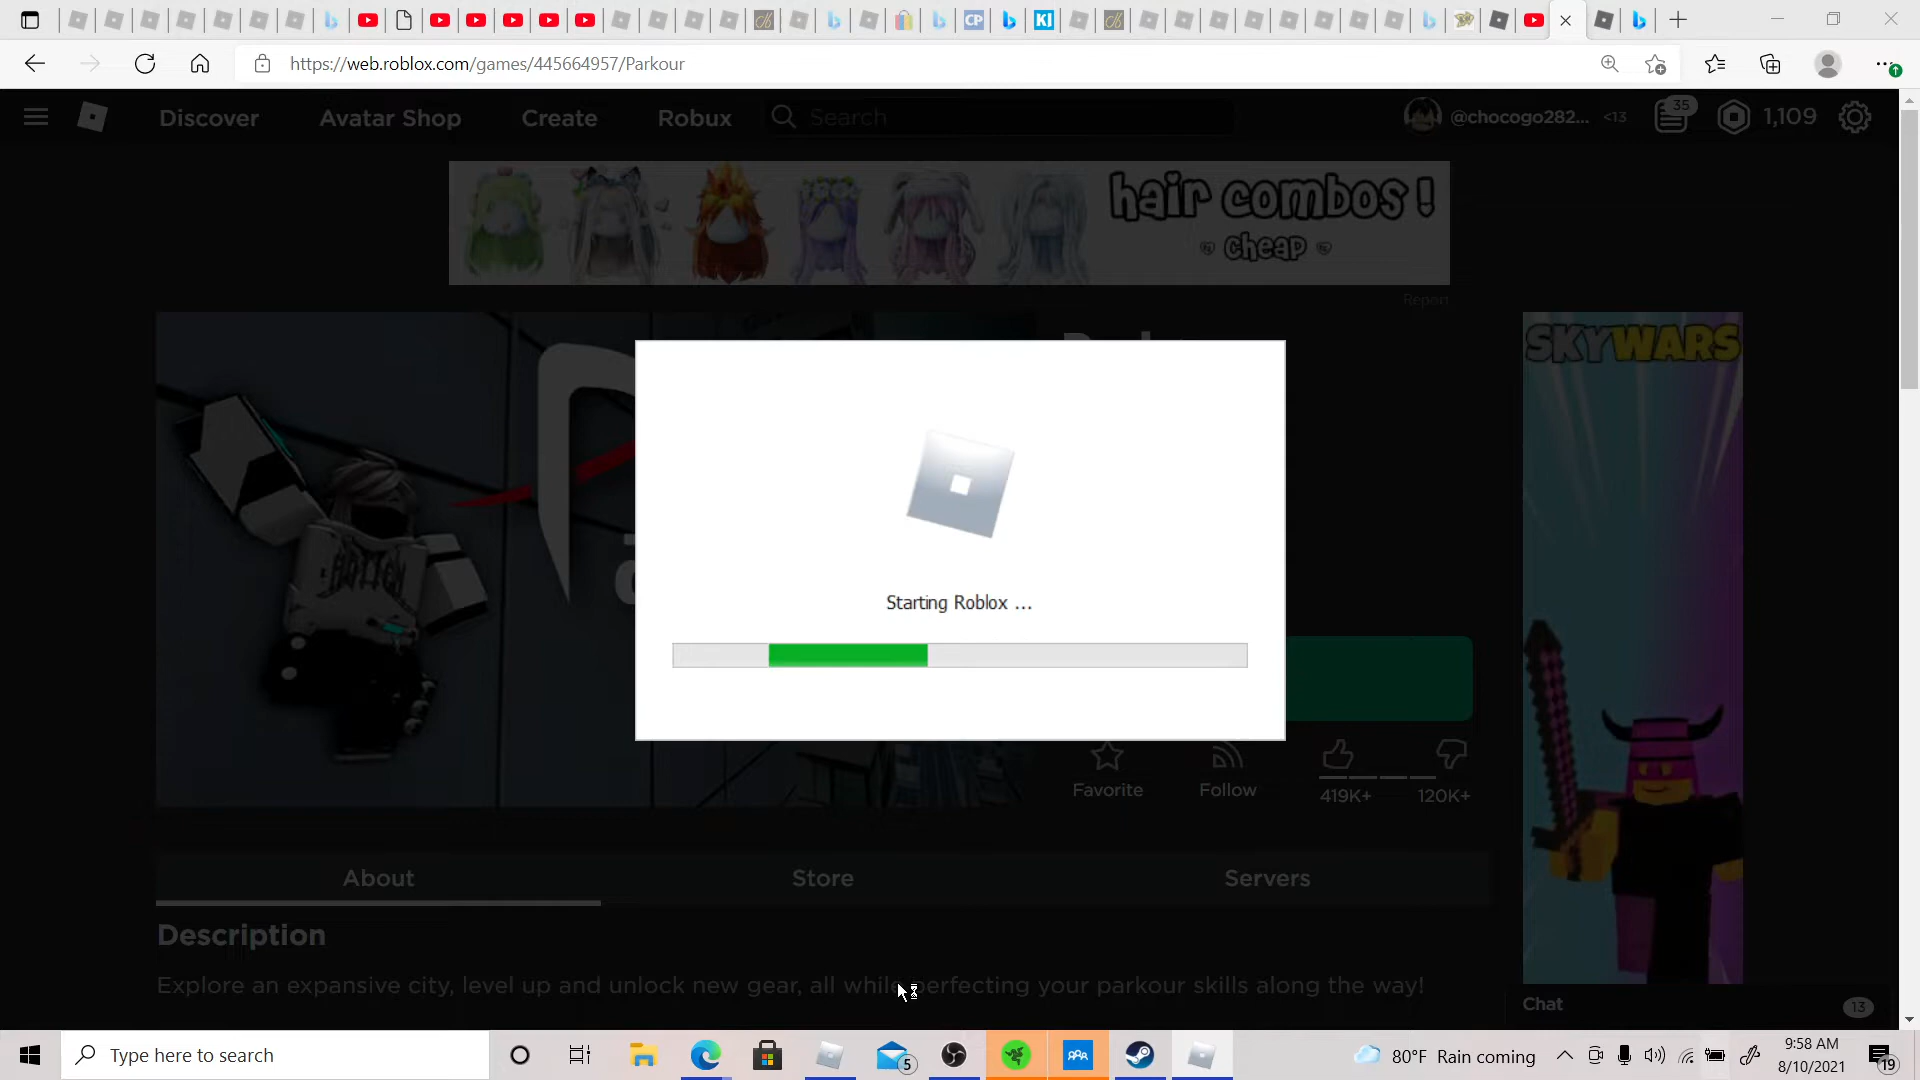 CP
KI
https://web.roblox.com/games/445664957/Parkour
Discover
Avatar Shop
Create
Robux
Search
@chocogo282...
<13
35
1,109
hair combos !
cheap
Report
SKYWARS
Starting Roblox ...
Favorite
Follow
419K+
120K+
About
Store
Servers
Description
Explore an expansive city, level up and unlock new gear, all while perfecting your parkour skills along the way!
Chat
13
Type here to search
5
80°F Rain coming
9:58 AM
8/10/2021
19